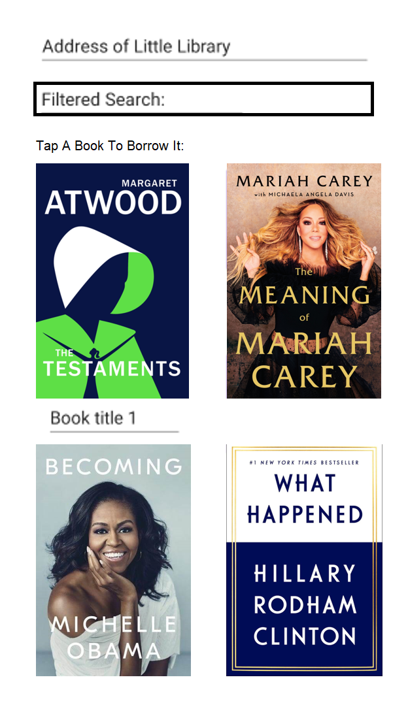 Address of Little Library
Filtered Search:
Tap A Book To Borrow It:
MARGARET
ATWOOD
THE
TESTAMENTS
MARIAH CAREY
with MICHAELA ANGELA DAVIS
The
MEANING
of
MARIAH
CAREY
Book title 1
BECOMING
MICHELLE
OBAMA
#1 NEW YORK TIMES BESTSELLER
WHAT
HAPPENED
HILLARY
RODHAM
CLINTON